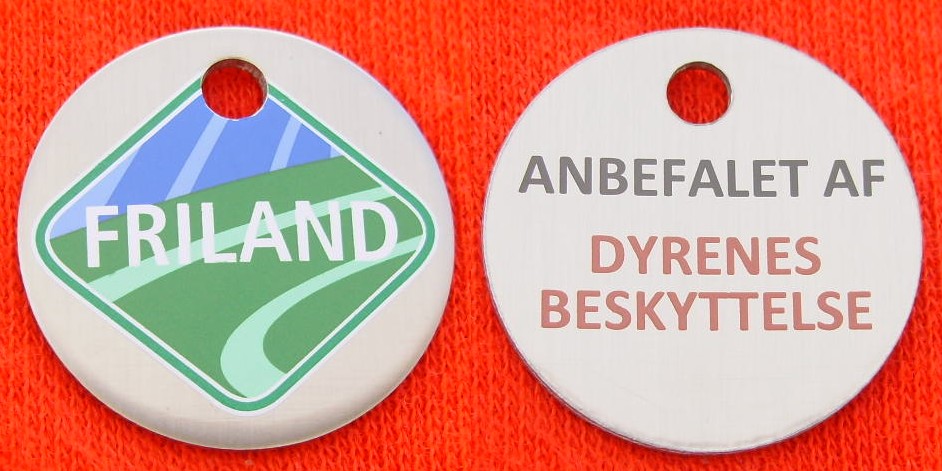 FRILAND
ANBEFALET AF
DYRENES
BESKYTTELSE